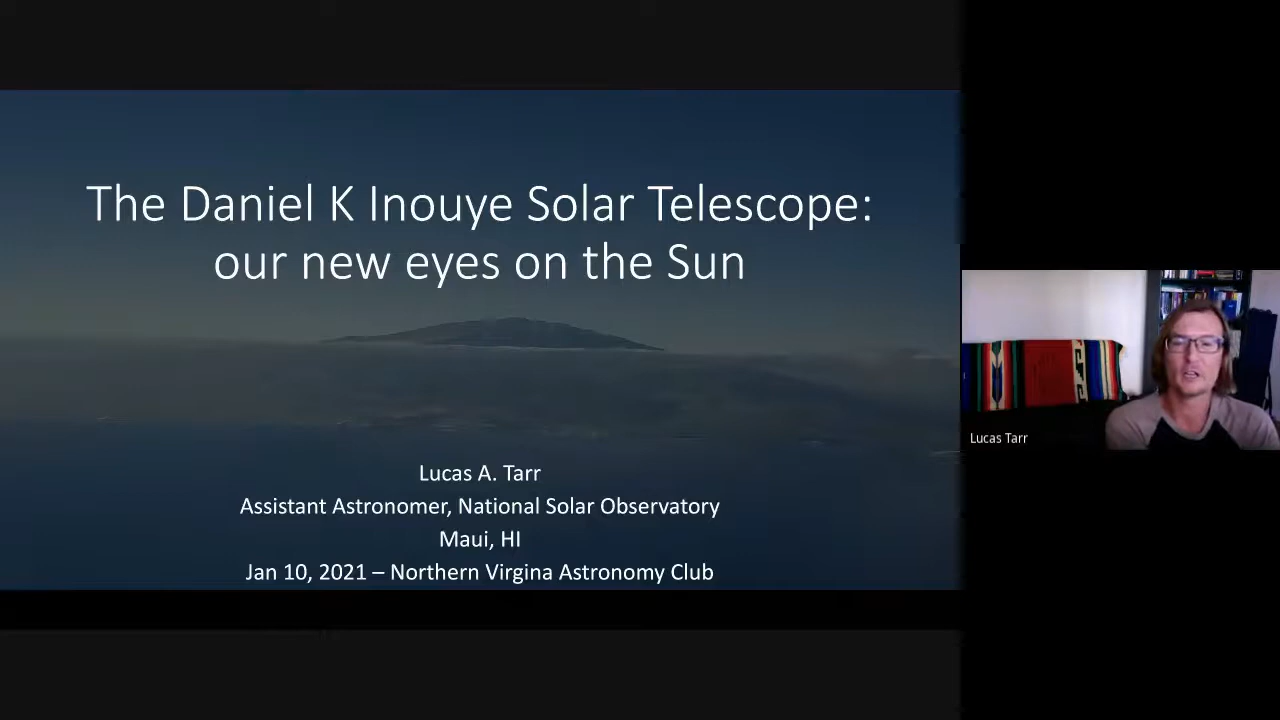 The Daniel K Inouye Solar Telescope:
our new eyes on the Sun
Lucas A. Tarr
Assistant Astronomer, National Solar Observatory
Maui, HI
Jan 10, 2021 – Northern Virgina Astronomy Club
Lucas Tarr